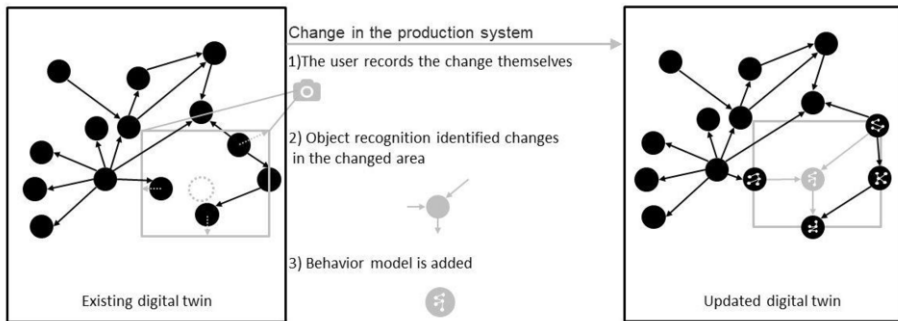 Change in the production system
1)The user records the change themselves
2) Object recognition identified changes
in the changed area
3) Behavior model is added
Existing digital twin
Updated digital twin